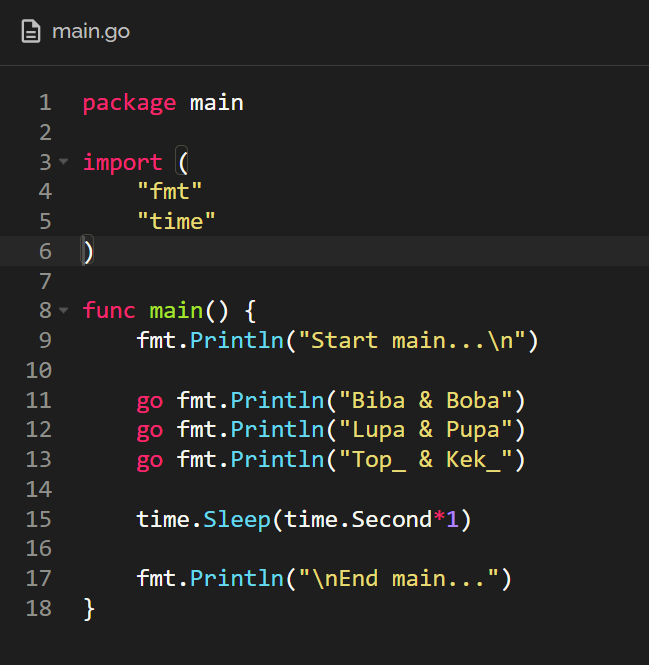 main.go
1 package main
2
3 import (
4     "fmt"
5     "time"
6 )
7
8 func main() {
9     fmt.Println("Start main...\n")
10
11     go fmt.Println("Biba & Boba")
12     go fmt.Println("Lupa & Pupa")
13     go fmt.Println("Top_ & Kek_")
14
15     time.Sleep(time.Second*1)
16
17     fmt.Println("\nEnd main...")
18 }